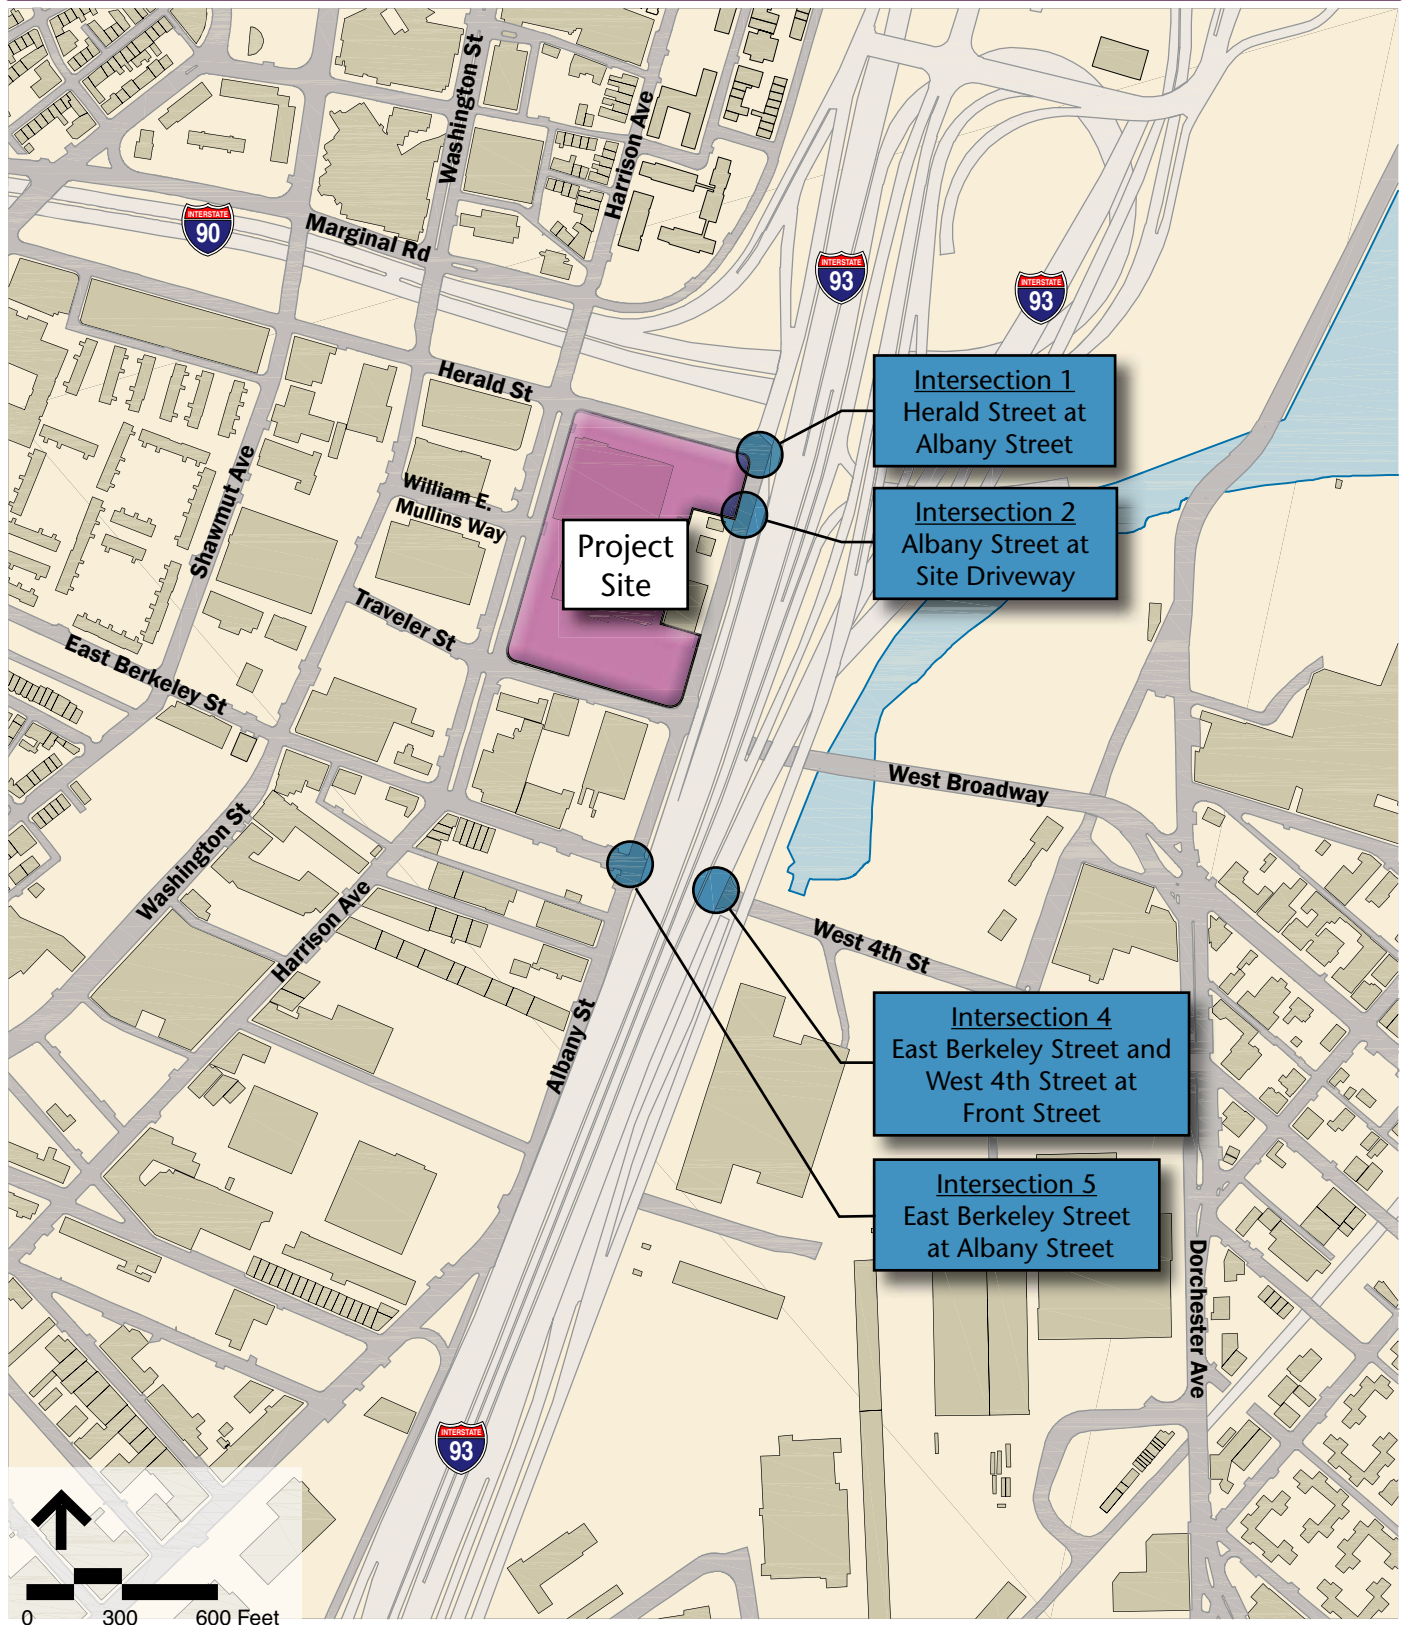 Washington St
Harrison Ave
INTERSTATE
90
Marginal Rd
INTERSTATE
93
INTERSTATE
93
Herald St
Intersection 1
Herald Street at
Albany Street
Shawmut Ave
William E.
Mullins Way
Intersection 2
Albany Street at
Site Driveway
Project
Site
Traveler St
East Berkeley St
West Broadway
Washington St
Harrison Ave
West 4th St
Albany St
Intersection 4
East Berkeley Street and
West 4th Street at
Front Street
Intersection 5
East Berkeley Street
at Albany Street
Dorchester Ave
INTERSTATE
93
0 300 600 Feet